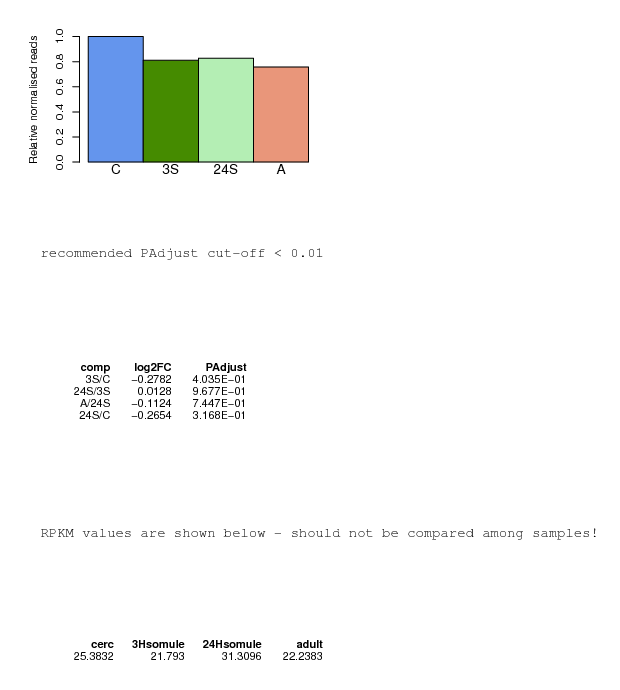 Relative normalised reads
1.0
0.8
0.6
0.4
0.2
0.0
C 3S 24S A
recommended PAdjust cut-off < 0.01
comp log2FC PAdjust
3S/C −0.2782 4.035E−01
24S/3S 0.0128 9.677E−01
A/24S −0.1124 7.447E−01
24S/C −0.2654 3.168E−01
RPKM values are shown below - should not be compared among samples!
cerc 3Hsomule 24Hsomule adult
25.3832 21.793 31.3096 22.2383